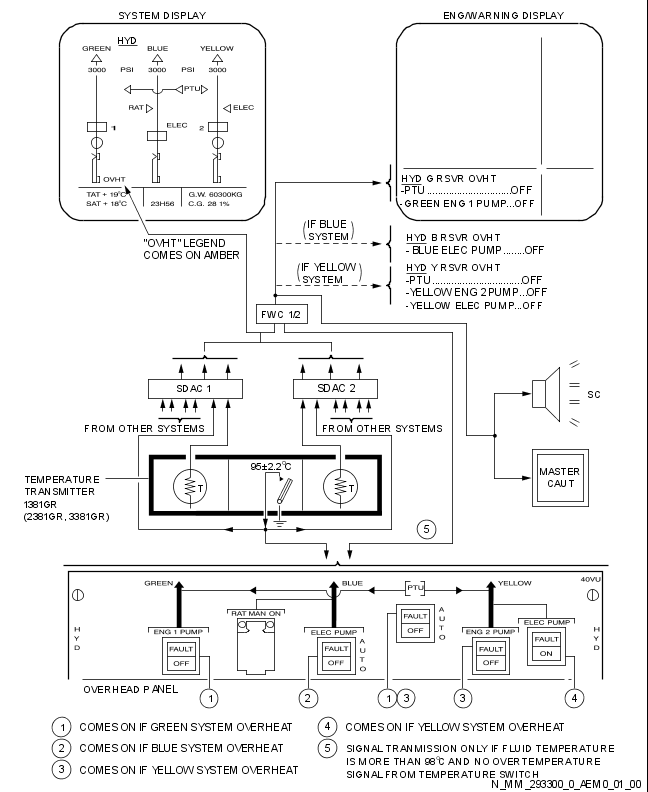 SYSTEM DISPLAY
ENG/WARNING DISPLAY
HYD
GREEN BLUE YELLOW
3000 PSI 3000 PSI 3000
PTU
RAT ELEC
1 ELEC 2
OVHT
TAT + 19°C G.W. 60300KG
SAT + 18°C 23H56 C.G. 28 1%
"OVHT" LEGEND
COMES ON AMBER
HYD G RSVR OVHT
-PTU..............................OFF
- GREEN ENG 1 PUMP...OFF
(IF BLUE
SYSTEM)
HYD B RSVR OVHT
- BLUE ELEC PUMP........OFF
(IF YELLOW
SYSTEM)
HYD Y RSVR OVHT
-PTU..................................OFF
-YELLOW ENG 2 PUMP...OFF
- YELLOW ELEC PUMP...OFF
FWC 1/2
SDAC 1
SDAC 2
FROM OTHER SYSTEMS
FROM OTHER SYSTEMS
SC
MASTER
CAUT
95±2.2°C
T
T
TEMPERATURE
TRANSMITTER
1381GR
(2381GR, 3381GR)
5
GREEN BLUE PTU YELLOW 40VU
HYD
HYD
RAT MAN ON
ENG 1 PUMP
FAULT
OFF
ELEC PUMP
FAULT
OFF
AUTO
FAULT
OFF
AUTO
ENG 2 PUMP
FAULT
OFF
ELEC PUMP
FAULT
ON
OVERHEAD PANEL
1 2 1 3 3 4
1 COMES ON IF GREEN SYSTEM OVERHEAT
2 COMES ON IF BLUE SYSTEM OVERHEAT
3 COMES ON IF YELLOW SYSTEM OVERHEAT
4 COMES ON IF YELLOW SYSTEM OVERHEAT
5 SIGNAL TRANMISSION ONLY IF FLUID TEMPERATURE
IS MORE THAN 98°C AND NO OVERTEMPERATURE
SIGNAL FROM TEMPERATURE SWITCH
N_MM_293300_0_AEM0_01_00